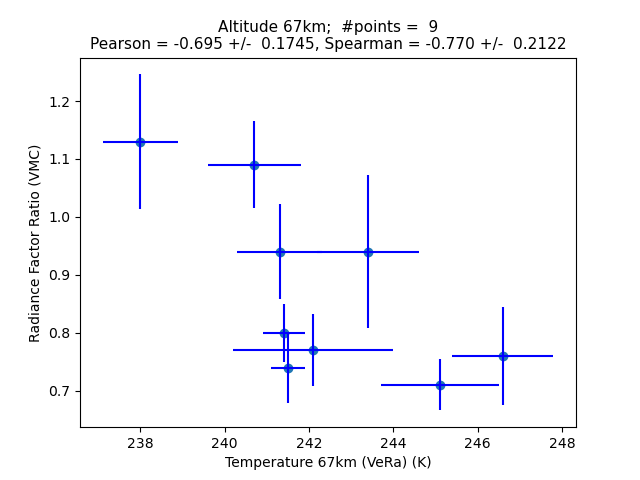 Altitude 67km;  #points =  9
Pearson = -0.695 +/-  0.1745, Spearman = -0.770 +/-  0.2122
1.2
1.1
1.0
0.9
0.8
0.7
Radiance Factor Ratio (VMC)
238 240 242 244 246 248
Temperature 67km (VeRa) (K)